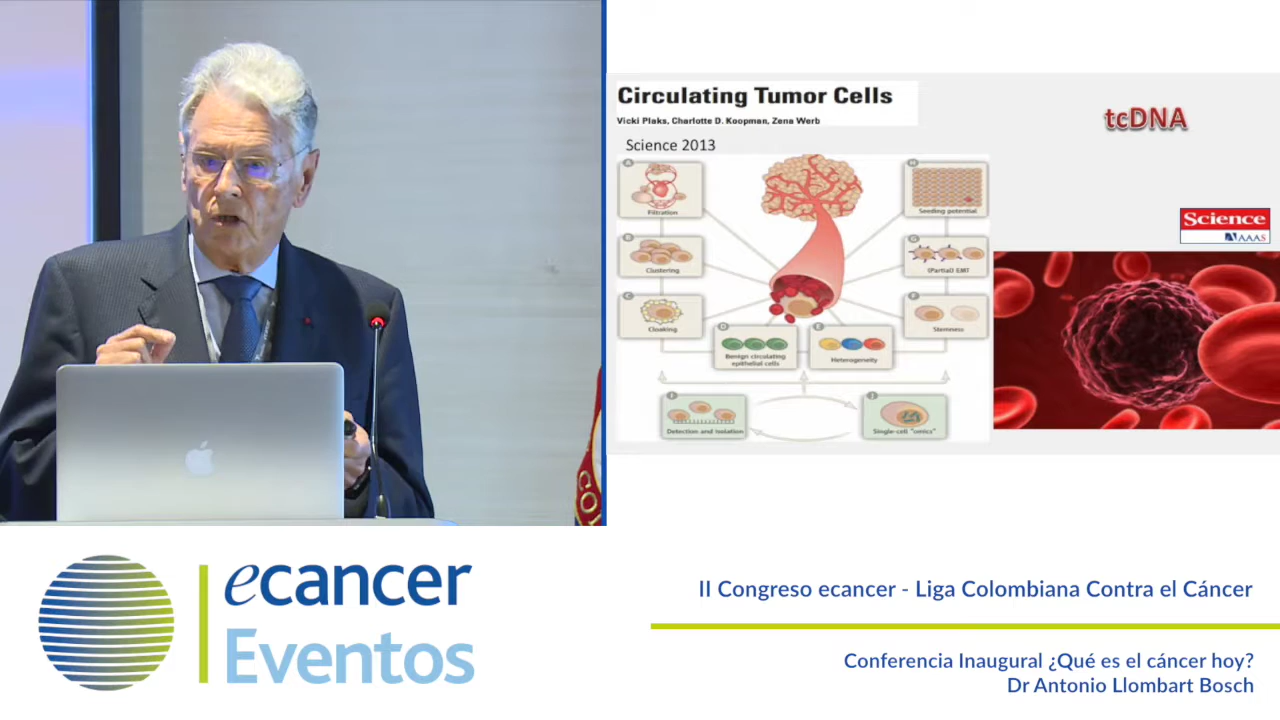 Circulating Tumor Cells
Vicki Plaks, Charlotte D. Koopman, Zena Werb
Science 2013
tcDNA
A
Filtration
H
Seeding potential
Science
AAAS
B
Clustering
G
(Partial) EMT
C
Cloaking
D
Benign circulating
epithelial cells
E
Heterogeneity
F
Stemness
I
Detection and isolation
J
Single-cell "omics"
CO
ecancer
Eventos
II Congreso ecancer - Liga Colombiana Contra el Cáncer
Conferencia Inaugural ¿Qué es el cáncer hoy?
Dr Antonio Llombart Bosch